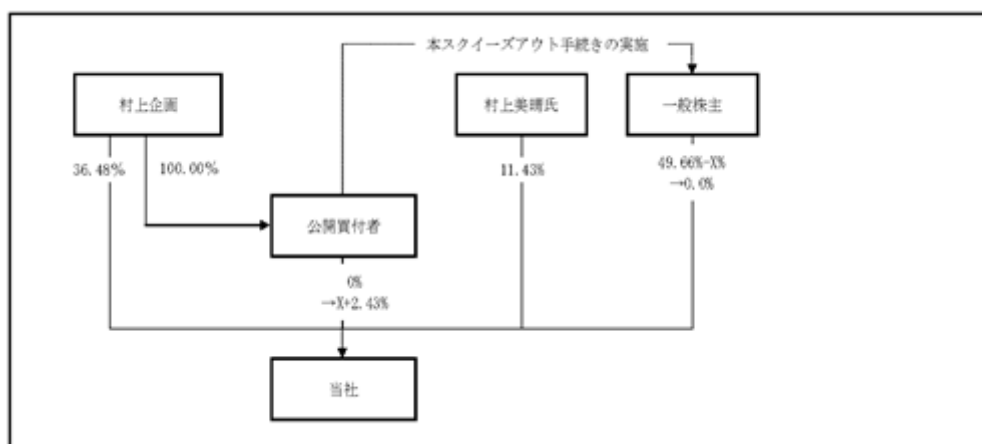 本スクイーズアウト手続きの実施
村上企画
村上美晴氏
一般株主
36.48%
100.00%
11.43%
49.66%-X%
→0.0%
公開買付者
0%
→X+2.43%
当社